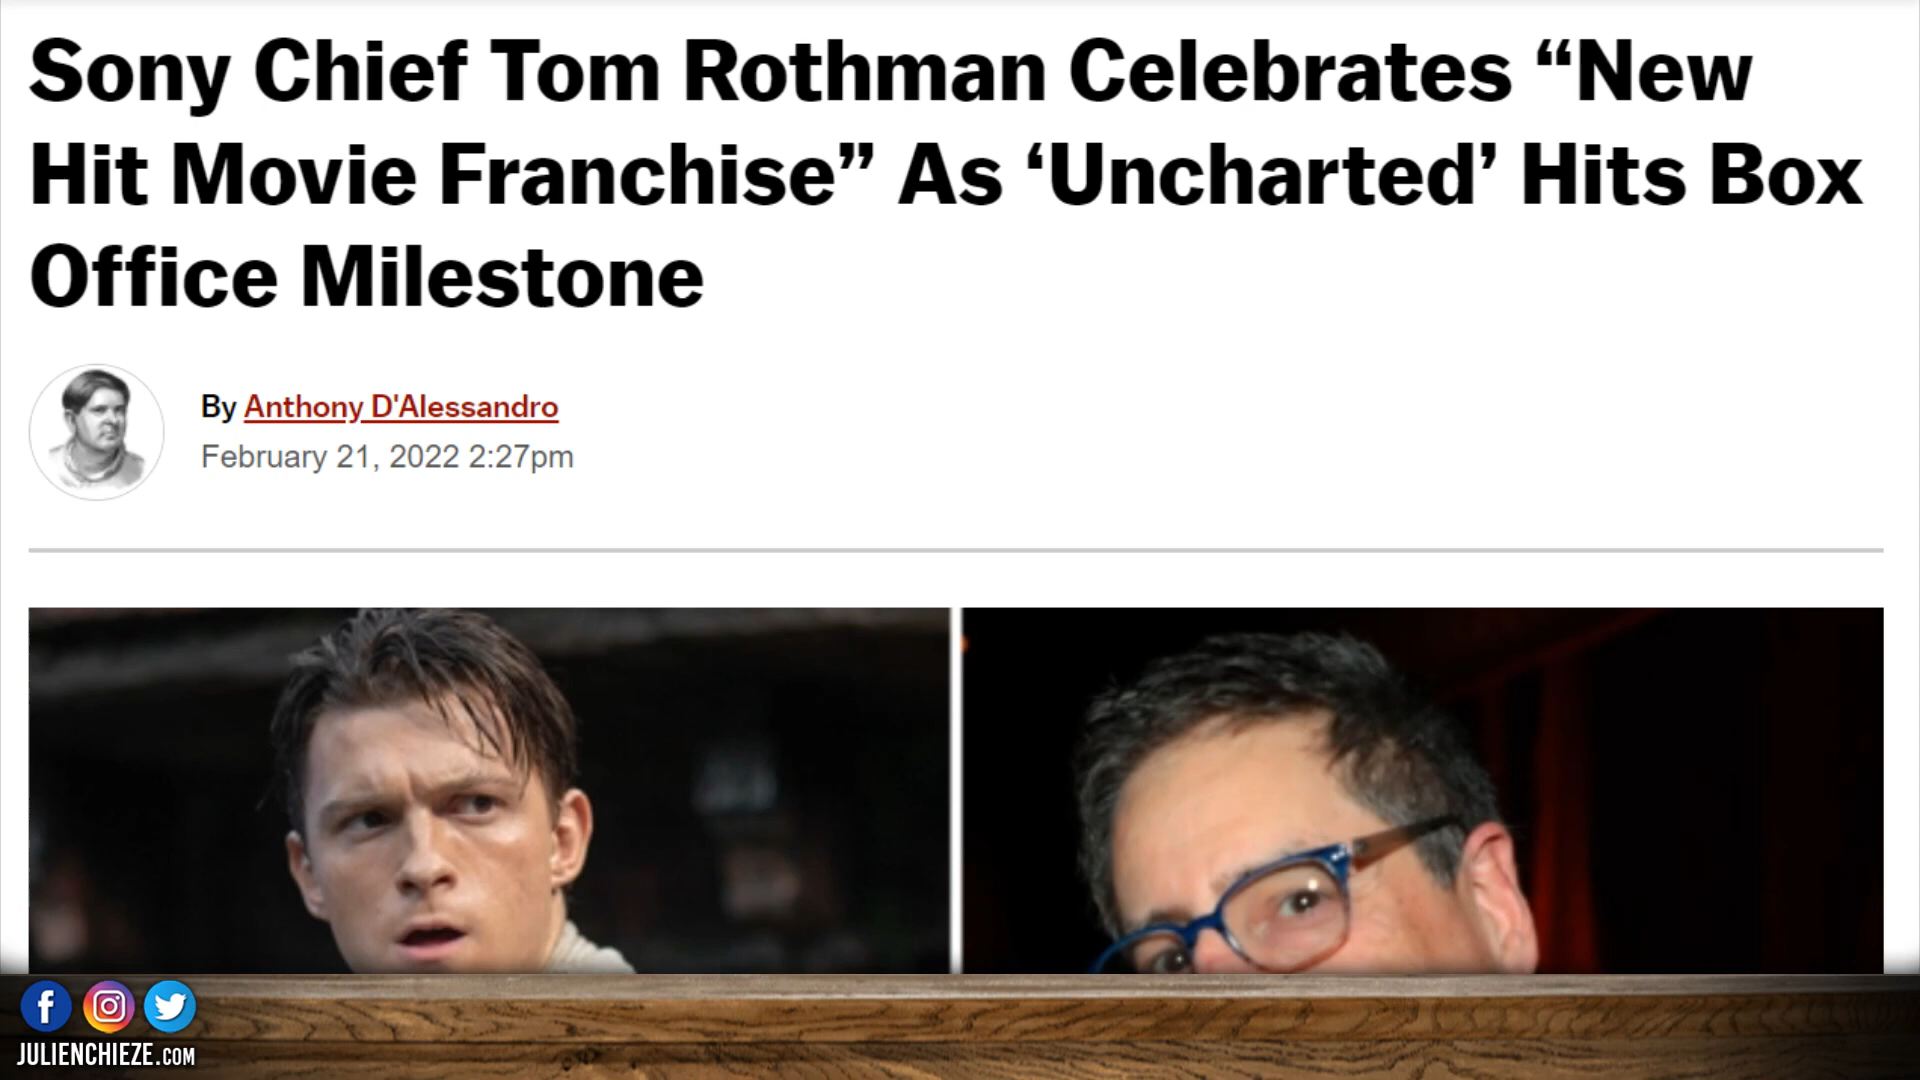 Sony Chief Tom Rothman Celebrates “New
Hit Movie Franchise” As ‘Uncharted’ Hits Box
Office Milestone
By Anthony D'Alessandro
February 21, 2022 2:27pm
JULIENCHIEZE.COM